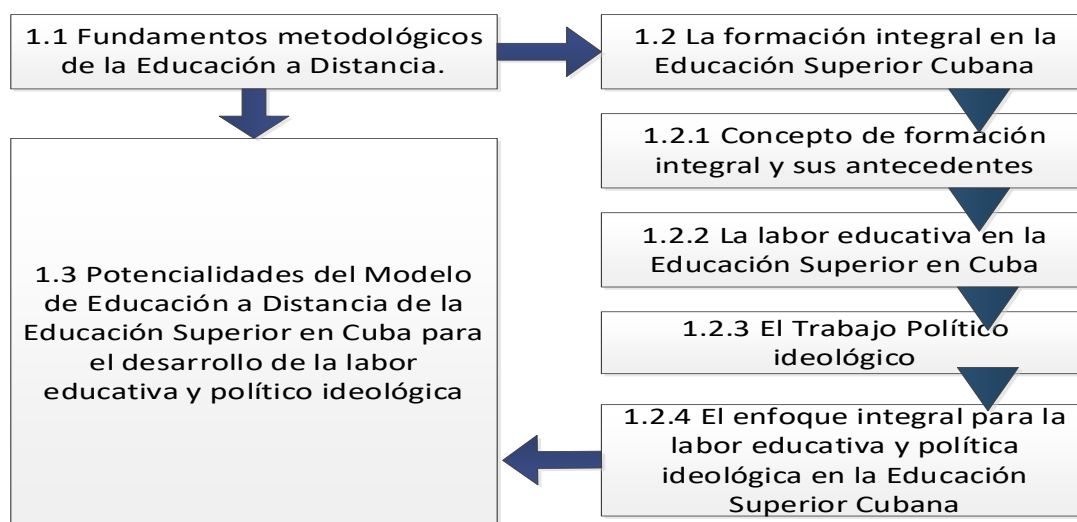 1.1 Fundamentos metodológicos
de la Educación a Distancia.
1.2 La formación integral en la
Educación Superior Cubana
1.2.1 Concepto de formación
integral y sus antecedentes
1.2.2 La labor educativa en la
Educación Superior en Cuba
1.2.3 El Trabajo Político
ideológico
1.2.4 El enfoque integral para la
labor educativa y política
ideológica en la Educación
Superior Cubana
1.3 Potencialidades del Modelo
de Educación a Distancia de la
Educación Superior en Cuba para
el desarrollo de la labor
educativa y político ideológica